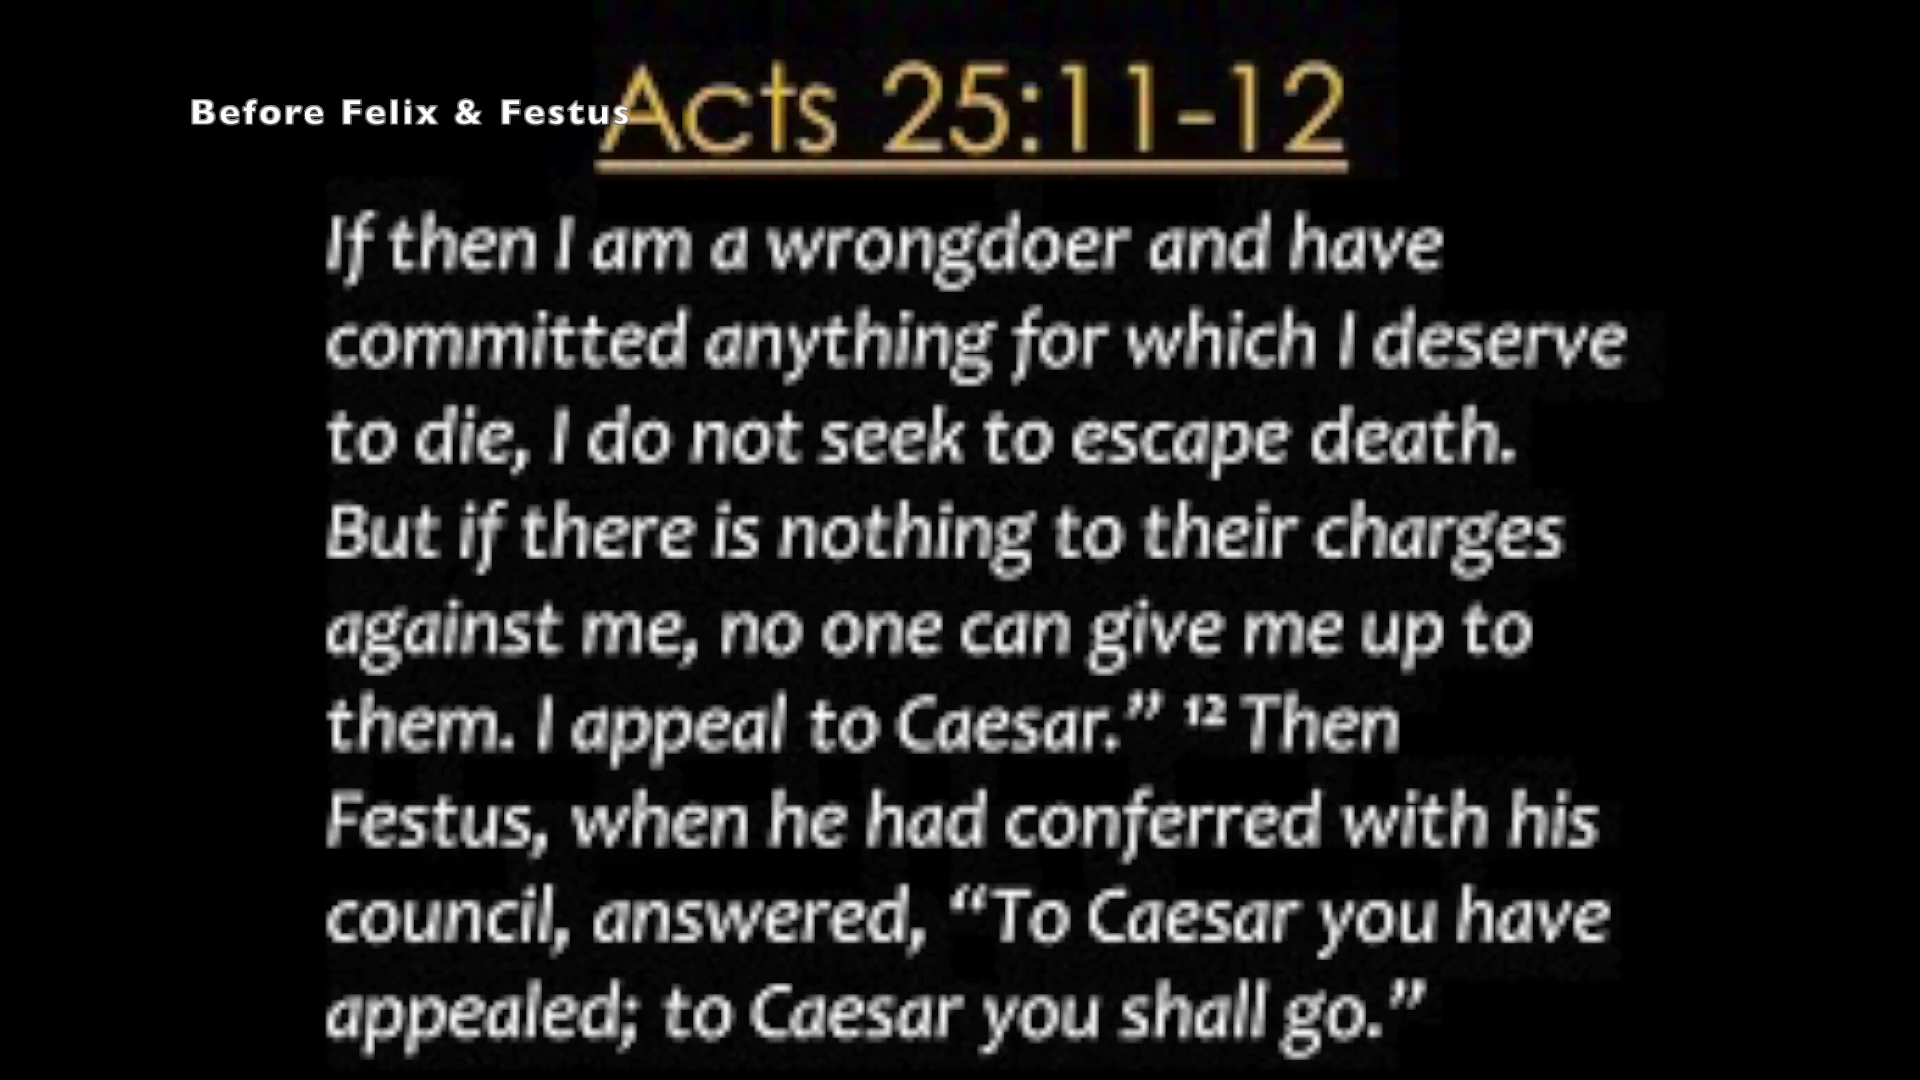 Before Felix & Festus
Acts 25:11-12
If then I am a wrongdoer and have
committed anything for which I deserve
to die, I do not seek to escape death.
But if there is nothing to their charges
against me, no one can give me up to
them. I appeal to Caesar.” ¹² Then
Festus, when he had conferred with his
council, answered, “To Caesar you have
appealed; to Caesar you shall go.”